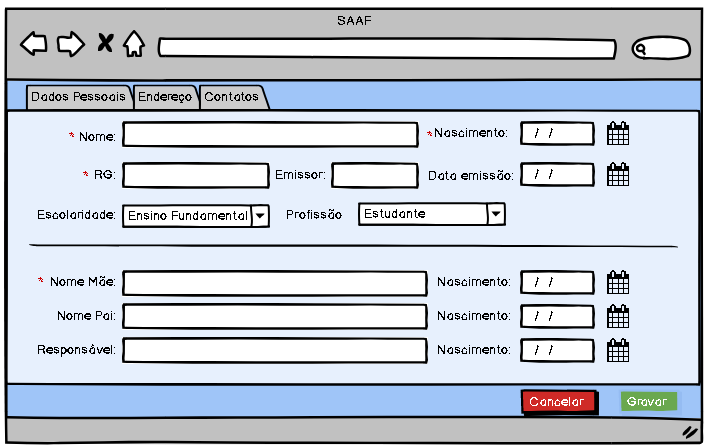 SAAF
Dados Pessoais Endereço Contatos
* Nome: * Nascimento: / /
* RG: Emissor: Data emissão: / /
Escolaridade: Ensino Fundamental Profissão Estudante
* Nome Mãe: Nascimento: / /
Nome Pai: Nascimento: / /
Responsável: Nascimento: / /
Cancelar Gravar